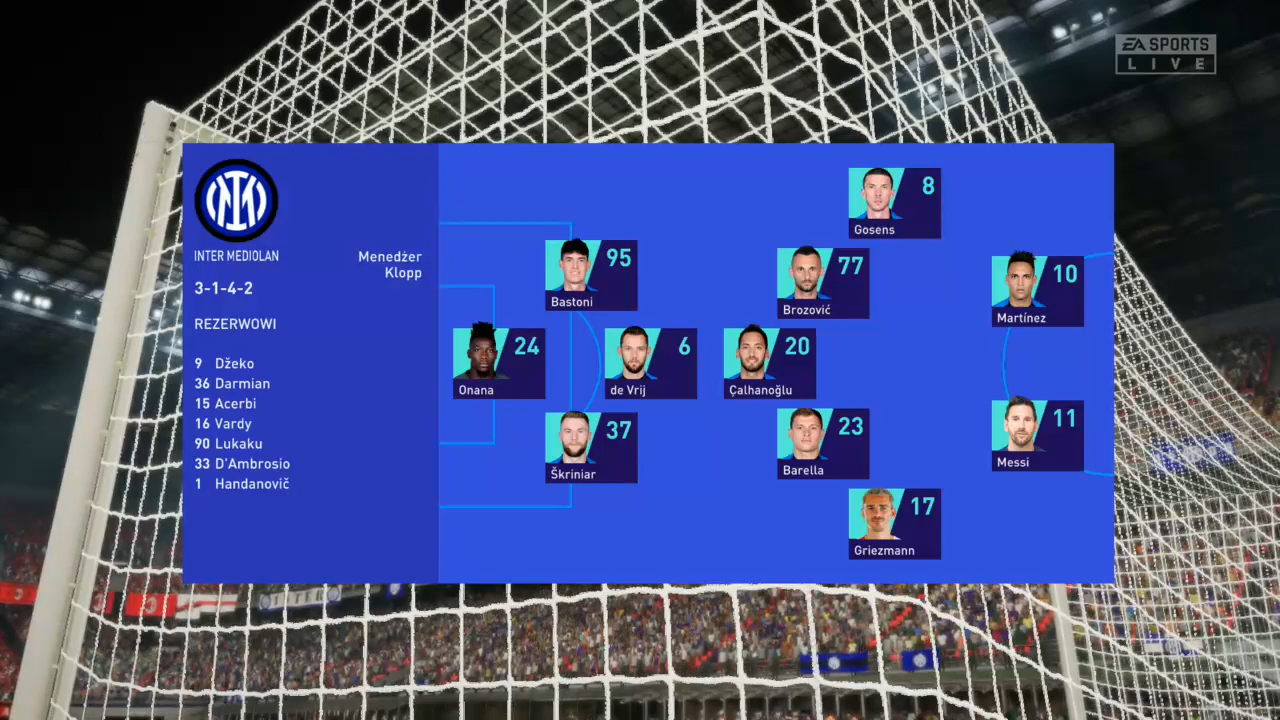 EA SPORTS
LIVE
INTER MEDIOLAN
Menedżer
Klopp
3-1-4-2
REZERWOWI
9 Džeko
36 Darmian
15 Acerbi
16 Vardy
90 Lukaku
33 D'Ambrosio
1 Handanovič
8
Gosens
95
Bastoni
77
Brozović
10
Martínez
24
Onana
6
de Vrij
20
Çalhanoğlu
37
Škriniar
23
Barella
11
Messi
17
Griezmann